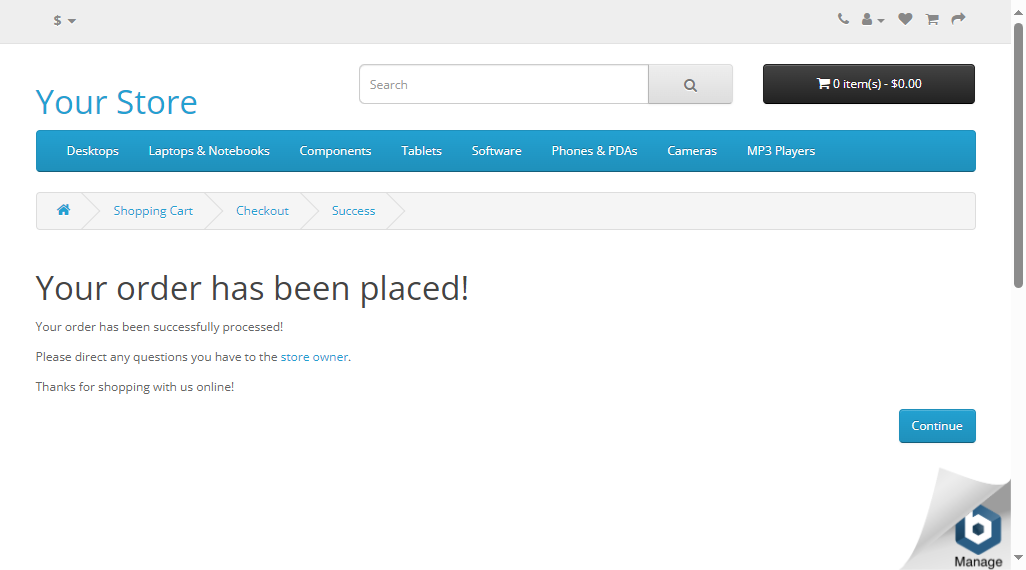 $
Search
0 item(s) - $0.00
Your Store
Desktops
Laptops & Notebooks
Components
Tablets
Software
Phones & PDAs
Cameras
MP3 Players
Shopping Cart
Checkout
Success
Your order has been placed!
Your order has been successfully processed!
Please direct any questions you have to the store owner.
Thanks for shopping with us online!
Continue
Manage